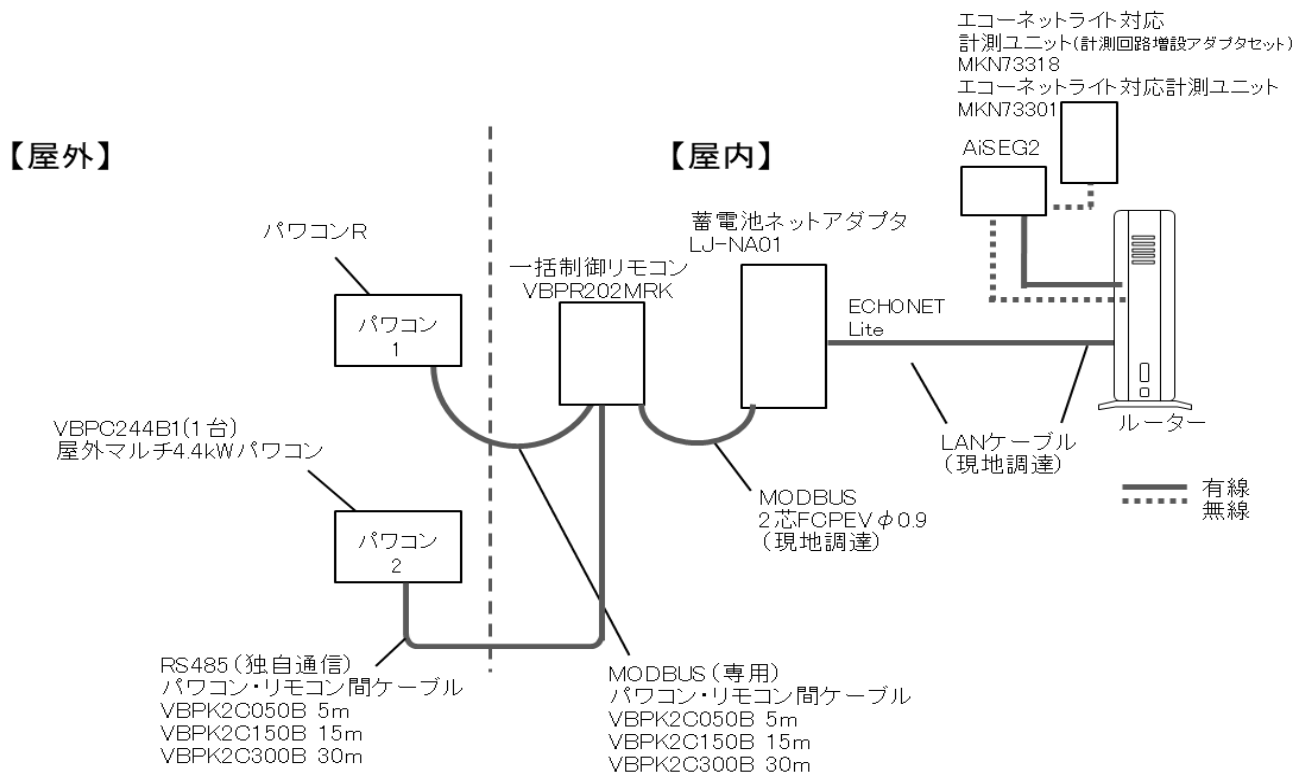 エコーネットライト対応
計測ユニット(計測回路増設アダプタセット)
MKN73318
エコーネットライト対応計測ユニット
MKN73301
【屋外】
【屋内】
AiSEG2
パワコンR
一括制御リモコン
VBPR202MRK
蓄電池ネットアダプタ
LJ-NA01
パワコン
1
ECHONET
Lite
ルーター
VBPC244B1(1台)
屋外マルチ4.4kWパワコン
LANケーブル
(現地調達)
MODBUS
2芯FCPEVφ0.9
(現地調達)
有線
無線
パワコン
2
RS485(独自通信)
パワコン・リモコン間ケーブル
VBPK2C050B 5m
VBPK2C150B 15m
VBPK2C300B 30m
MODBUS(専用)
パワコン・リモコン間ケーブル
VBPK2C050B 5m
VBPK2C150B 15m
VBPK2C300B 30m